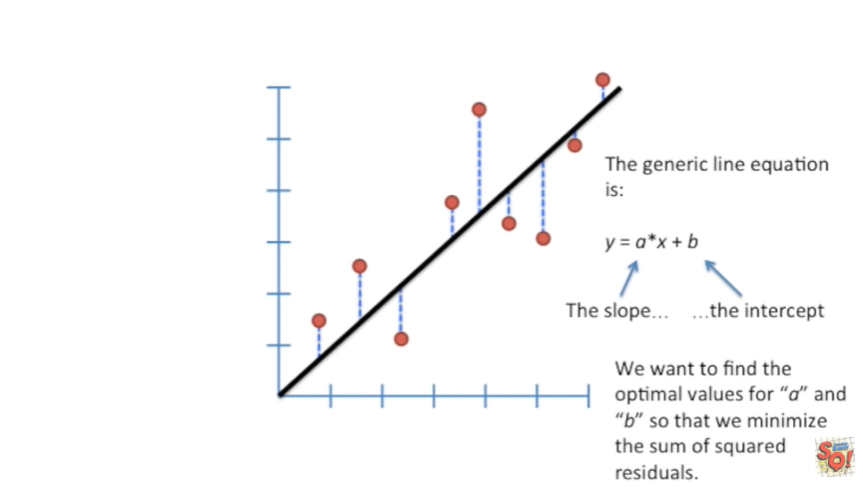 The generic line equation
is:
y = a*x + b
The slope… …the intercept
We want to find the
optimal values for “a” and
“b” so that we minimize
the sum of squared
residuals.
SQ!